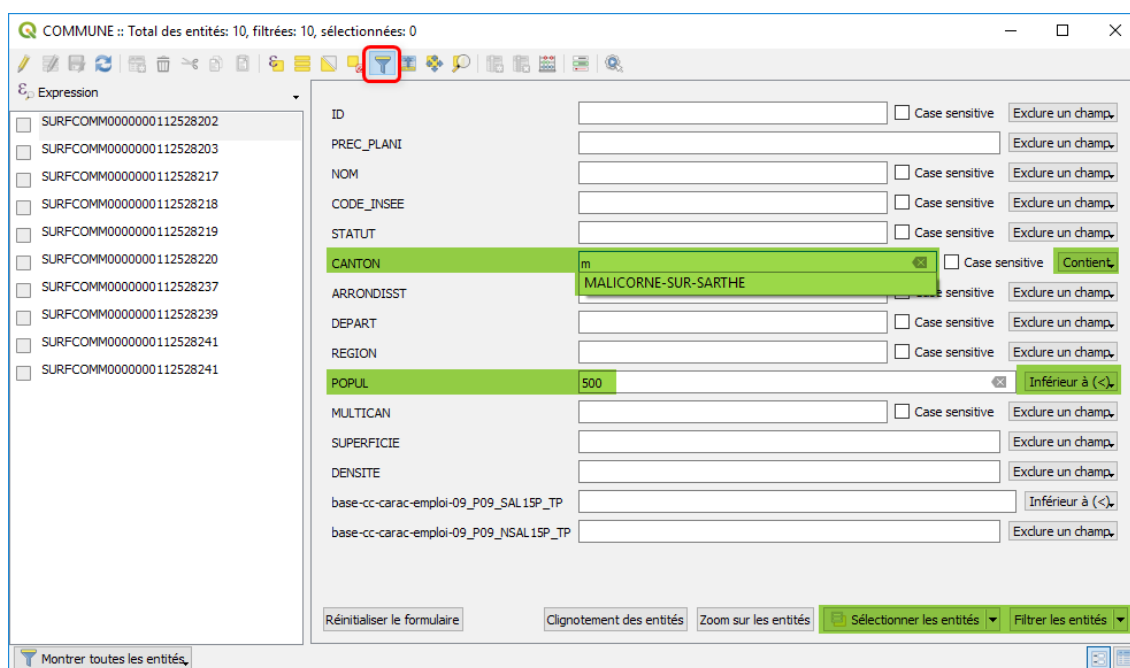 COMMUNE :: Total des entités: 10, filtrées: 10, sélectionnées: 0
Expression
SURFCOMM0000000112528202
SURFCOMM0000000112528203
SURFCOMM0000000112528217
SURFCOMM0000000112528218
SURFCOMM0000000112528219
SURFCOMM0000000112528220
SURFCOMM0000000112528237
SURFCOMM0000000112528239
SURFCOMM0000000112528241
SURFCOMM0000000112528241
ID Case sensitive Exclure un champ
PREC_PLANI Exclure un champ
NOM Case sensitive Exclure un champ
CODE_INSEE Case sensitive Exclure un champ
STATUT Case sensitive Exclure un champ
CANTON m Case sensitive Contient
MALICORNE-SUR-SARTHE
ARRONDISST sensitive Exclure un champ
DEPART Case sensitive Exclure un champ
REGION Case sensitive Exclure un champ
POPUL 500 Inférieur à (<)
MULTICAN Case sensitive Exclure un champ
SUPERFICIE Exclure un champ
DENSITE Exclure un champ
base-cc-carac-emploi-09_P09_SAL15P_TP Inférieur à (<)
base-cc-carac-emploi-09_P09_NSAL15P_TP Exclure un champ
Réinitialiser le formulaire Clignotement des entités Zoom sur les entités Sélectionner les entités Filtrer les entités
Montrer toutes les entités